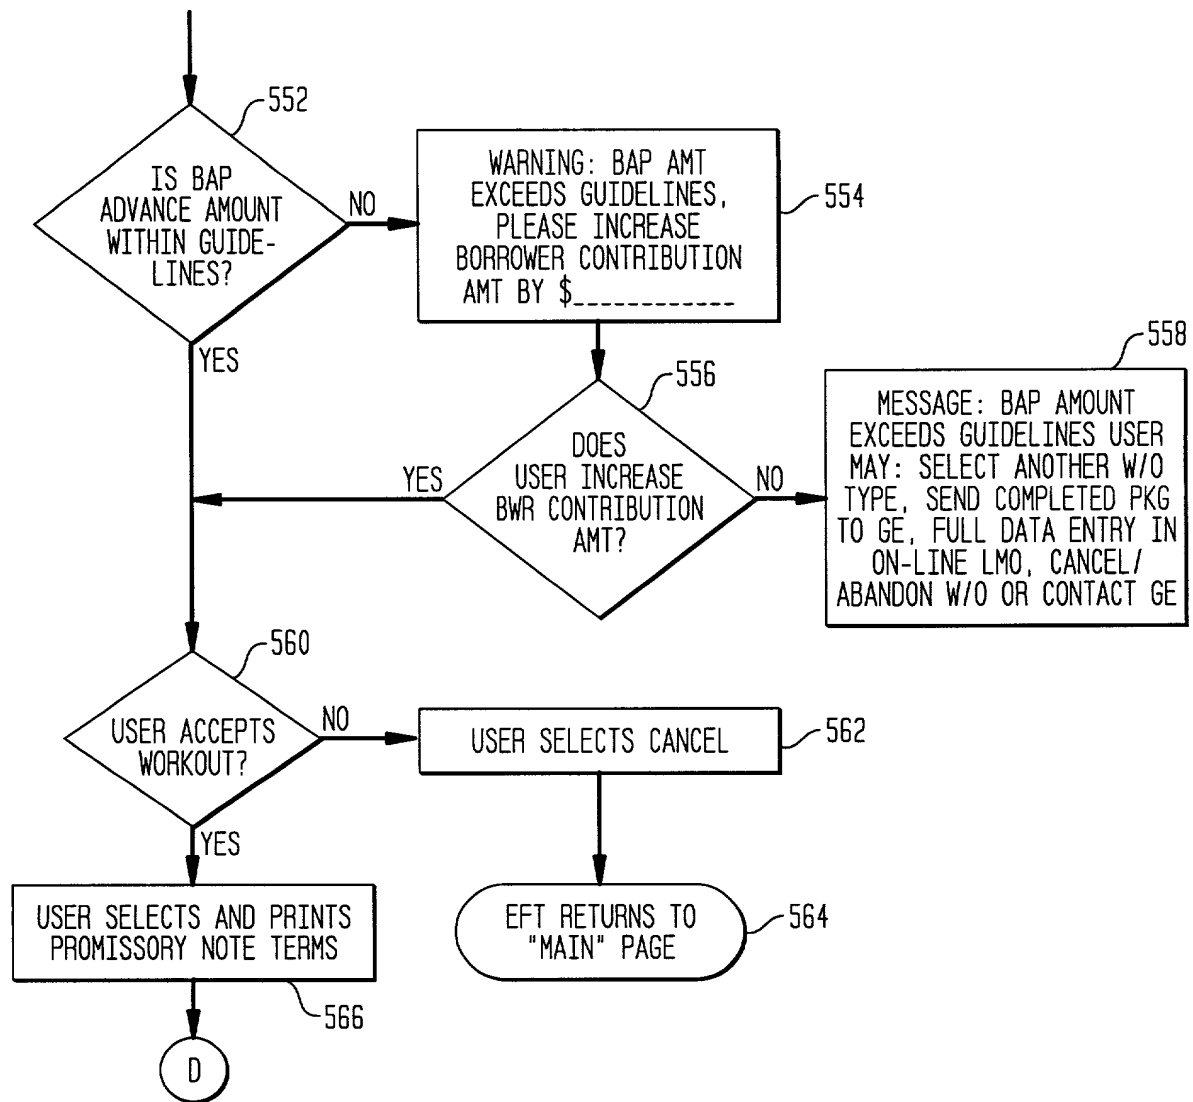 552
IS BAP
ADVANCE AMOUNT
WITHIN GUIDE-
LINES?
NO
YES
WARNING: BAP AMT
EXCEEDS GUIDELINES,
PLEASE INCREASE
BORROWER CONTRIBUTION
AMT BY $_____________
554
556
DOES
USER INCREASE
BWR CONTRIBUTION
AMT?
YES
NO
558
MESSAGE: BAP AMOUNT
EXCEEDS GUIDELINES USER
MAY: SELECT ANOTHER W/O
TYPE, SEND COMPLETED PKG
TO GE, FULL DATA ENTRY IN
ON-LINE LMO, CANCEL/
ABANDON W/O OR CONTACT GE
560
USER ACCEPTS
WORKOUT?
NO
YES
USER SELECTS CANCEL
562
EFT RETURNS TO
"MAIN" PAGE
564
USER SELECTS AND PRINTS
PROMISSORY NOTE TERMS
566
D